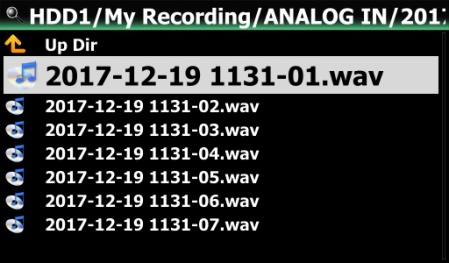 HDD1/My Recording/ANALOG IN/201
Up Dir
2017-12-19 1131-01.wav
2017-12-19 1131-02.wav
2017-12-19 1131-03.wav
2017-12-19 1131-04.wav
2017-12-19 1131-05.wav
2017-12-19 1131-06.wav
2017-12-19 1131-07.wav